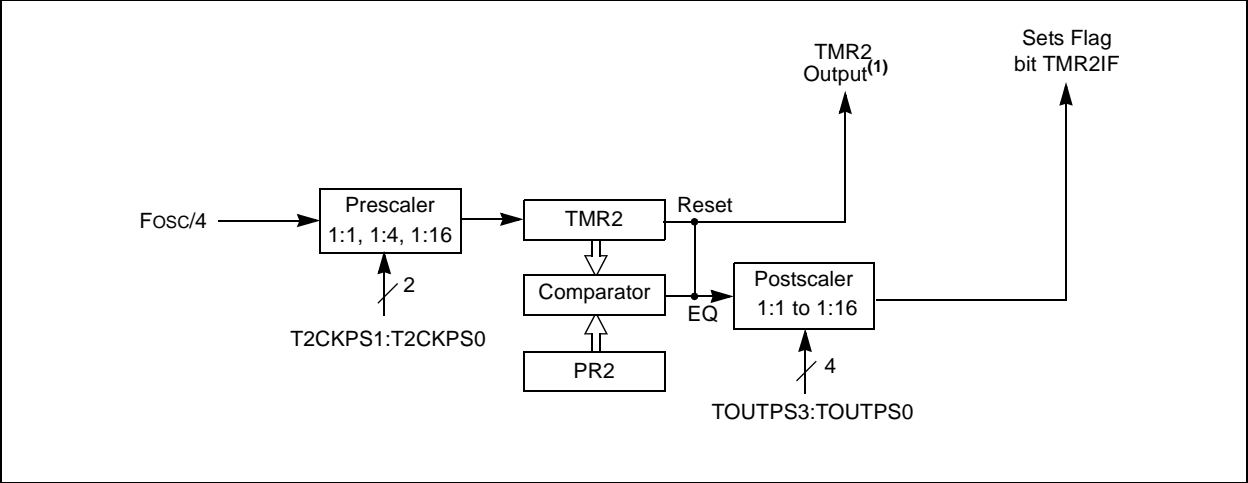 TMR2
Output(1)
Sets Flag
bit TMR2IF
Fosc/4
Prescaler
1:1, 1:4, 1:16
2
T2CKPS1:T2CKPS0
TMR2
Reset
Comparator
EQ
PR2
Postscaler
1:1 to 1:16
4
TOUTPS3:TOUTPS0